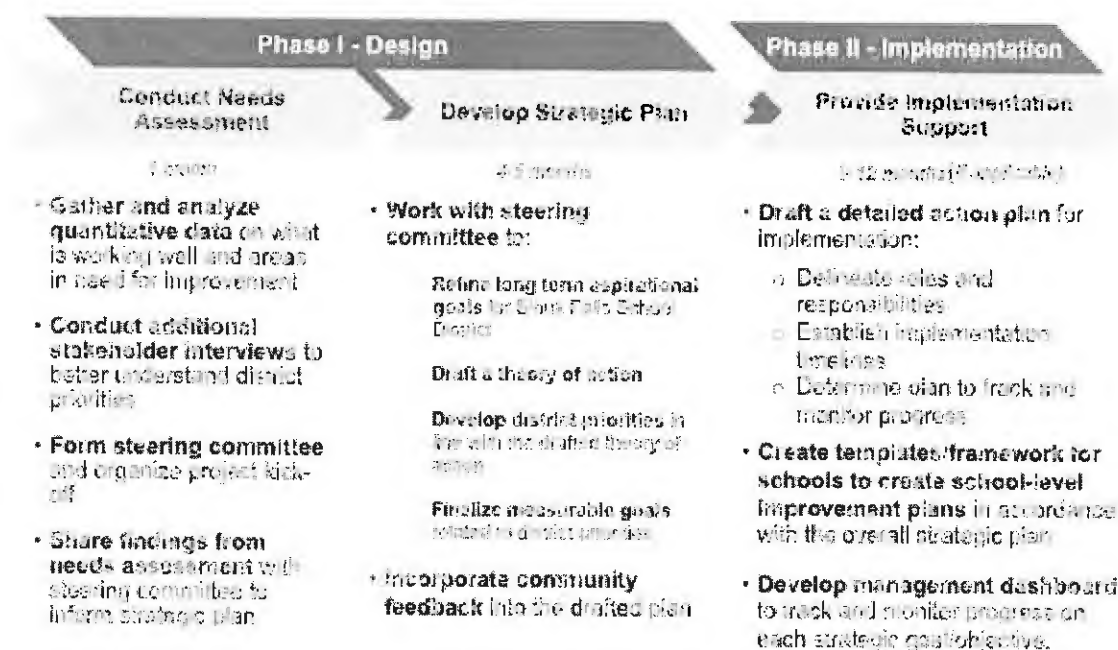 Phase I - Design
Phase II - Implementation
Conduct Needs
Assessment
Develop Strategic Plan
Provide Implementation
Support
4-5 months
• Gather and analyze
quantitative data on what
is working well and areas
in need for improvement
• Conduct additional
stakeholder interviews to
better understand district
priorities
• Form steering committee
and organize project kick-
off
• Share findings from
needs assessment with
steering committee to
inform strategic plan
• Work with steering
committee to:
Refine long term aspirational
goals for Sioux Falls School
District
Draft a theory of action
Develop district priorities in
line with the drafted theory of
action
Finalize measurable goals
related to district priorities
• Incorporate community
feedback into the drafted plan
• Draft a detailed action plan for
implementation:
o Delineate roles and
responsibilities
o Establish implementation
timelines
o Determine plan to track and
monitor progress
• Create templates/framework for
schools to create school-level
improvement plans in accordance
with the overall strategic plan
• Develop management dashboard
to track and monitor progress on
each strategic goal/objective.